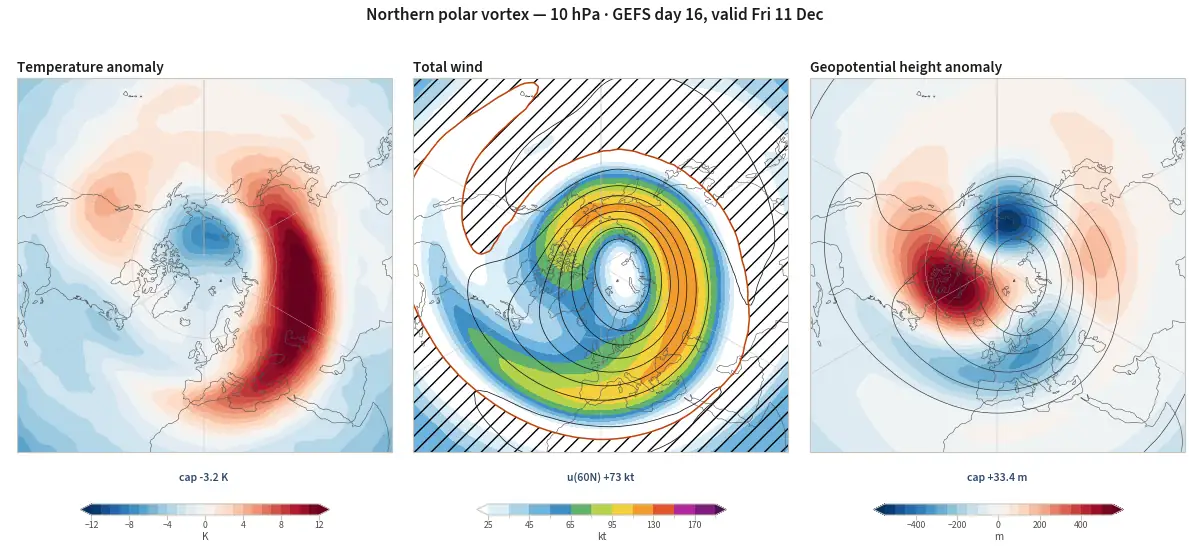 Northern polar vortex — 10 hPa · GEFS day 16, valid Fri 11 Dec
Temperature anomaly
Total wind
Geopotential height anomaly
cap -3.2 K
u(60N) +73 kt
cap +33.4 m
−12 −8 −4 0 4 8 12
K
25 45 65 95 130 170
kt
−400 −200 0 200 400
m